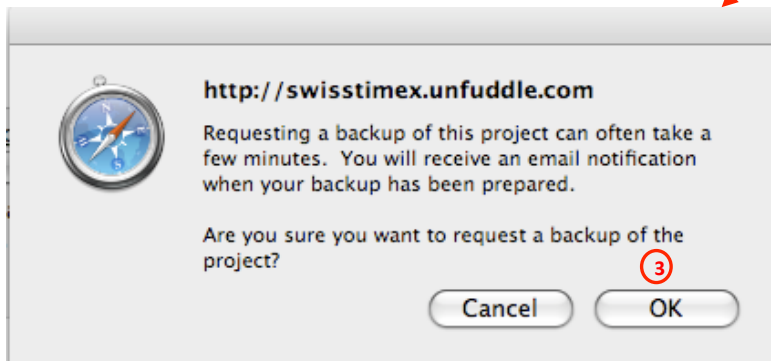 http://swisstimex.unfuddle.com
Requesting a backup of this project can often take a
few minutes.  You will receive an email notification
when your backup has been prepared.
Are you sure you want to request a backup of the
project?
3
Cancel
OK